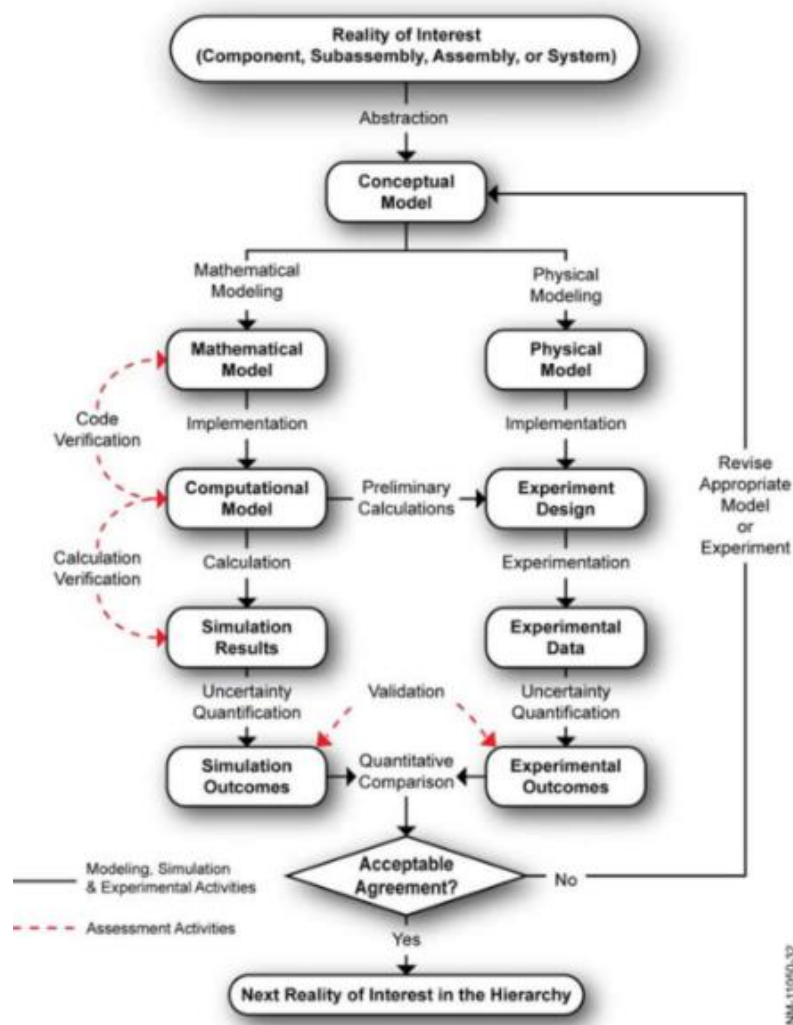 Reality of Interest
(Component, Subassembly, Assembly, or System)
Abstraction
Conceptual
Model
Mathematical
Modeling
Physical
Modeling
Mathematical
Model
Physical
Model
Code
Verification
Implementation
Implementation
Revise
Appropriate
Model
or
Experiment
Computational
Model
Preliminary
Calculations
Experiment
Design
Calculation
Verification
Calculation
Experimentation
Simulation
Results
Experimental
Data
Uncertainty
Quantification
Validation
Uncertainty
Quantification
Simulation
Outcomes
Quantitative
Comparison
Experimental
Outcomes
Acceptable
Agreement?
No
Modeling, Simulation
& Experimental Activities
Assessment Activities
Yes
Next Reality of Interest in the Hierarchy
NM-11050-32